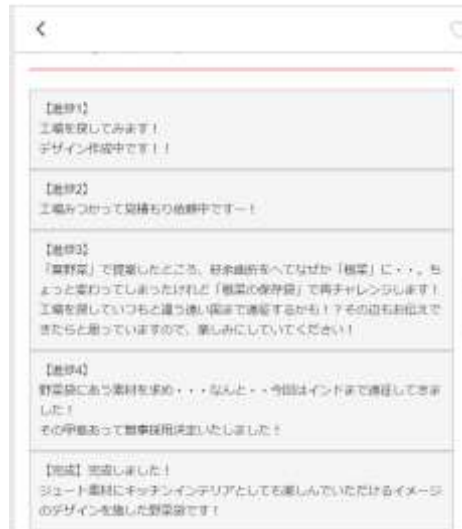 【進捗1】
工場を探してみます！
デザイン作成中です！！
【進捗2】
工場みつかって見積もり依頼中ですー！
【進捗3】
「葉野菜」で提案したところ、紆余曲折をへてなぜか「根菜」に・・。ち
ょっと変わってしまったけれど「根菜の保存袋」で再チャレンジします！
工場を探していつもと違う遠い国まで遠征するかも！？その辺もお伝えで
きたらと思っていますので、楽しみにしていてください！
【進捗4】
野菜袋にあう素材を求め・・・なんと・・今回はインドまで遠征してきま
した！
その甲斐あって無事採用決定いたしました！
【完成】完成しました！
ジュート素材にキッチンインテリアとしても楽しんでいただけるイメージ
のデザインを施した野菜袋です！